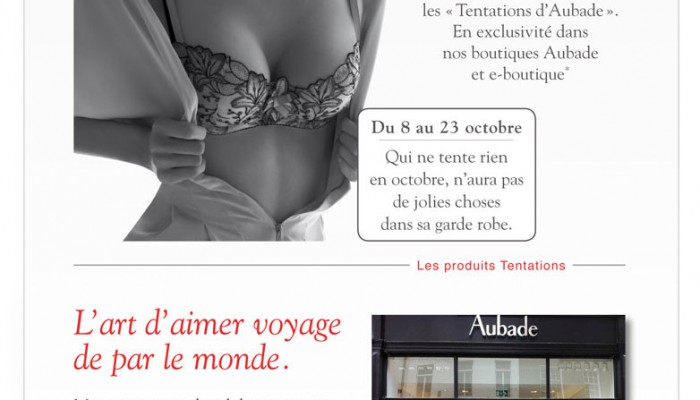 les « Tentations d'Aubade ».
En exclusivité dans
nos boutiques Aubade
et e-boutique*
Du 8 au 23 octobre
Qui ne tente rien
en octobre, n'aura pas
de jolies choses
dans sa garde robe.
Les produits Tentations
L'art d'aimer voyage
de par le monde.
Aubade